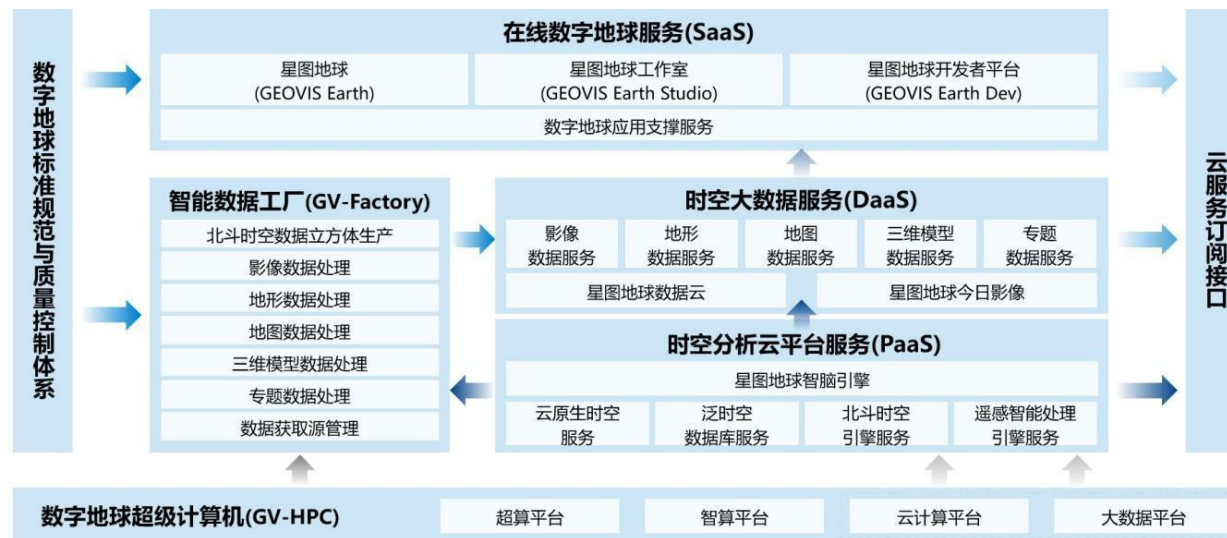 数字地球标准规范与质量控制体系
在线数字地球服务(SaaS)
星图地球
(GEOVIS Earth)
星图地球工作室
(GEOVIS Earth Studio)
星图地球开发者平台
(GEOVIS Earth Dev)
数字地球应用支撑服务
智能数据工厂(GV-Factory)
北斗时空数据立方体生产
影像数据处理
地形数据处理
地图数据处理
三维模型数据处理
专题数据处理
数据获取源管理
时空大数据服务(DaaS)
影像
数据服务
地形
数据服务
地图
数据服务
三维模型
数据服务
专题
数据服务
星图地球数据云
星图地球今日影像
时空分析云平台服务(PaaS)
星图地球智脑引擎
云原生时空
服务
泛时空
数据库服务
北斗时空
引擎服务
遥感智能处理
引擎服务
云服务订阅接口
数字地球超级计算机(GV-HPC)
超算平台
智算平台
云计算平台
大数据平台